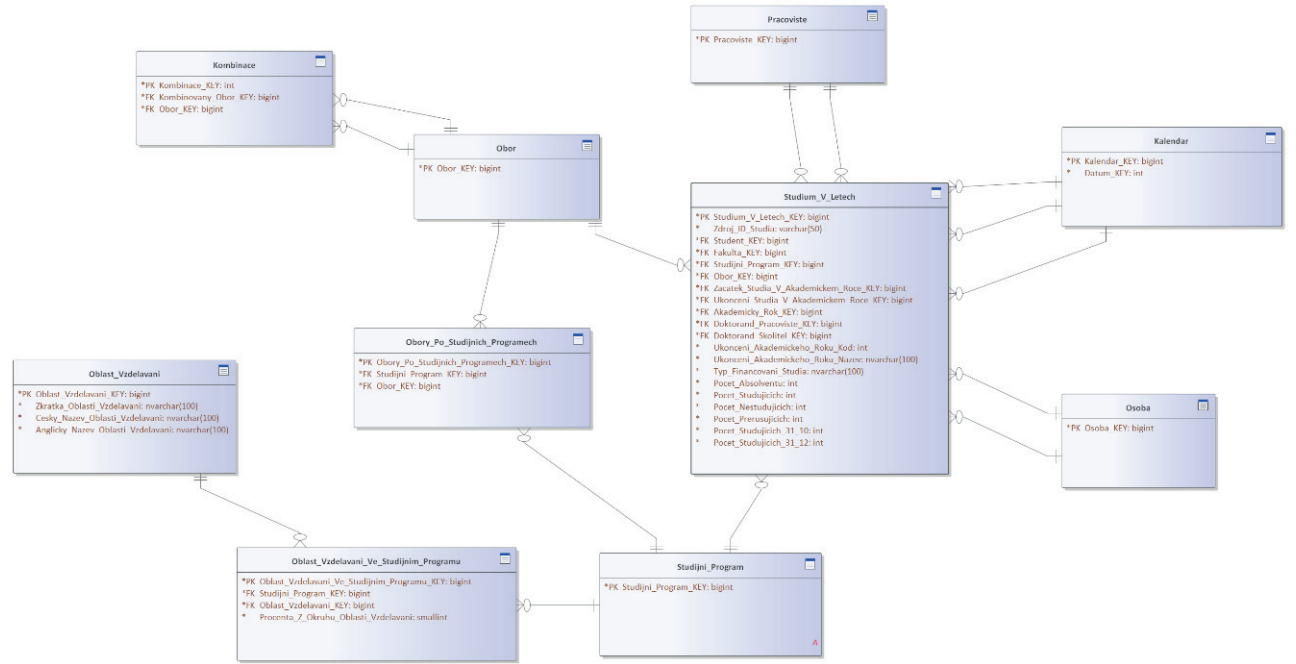 Pracoviste
*PK Pracoviste_KEY: bigint
Kombinace
*PK Kombinace_KEY: int
*FK Kombinovany_Obor_KEY: bigint
*FK Obor_KEY: bigint
Obor
*PK Obor_KEY: bigint
Kalendar
*PK Kalendar_KEY: bigint
* Datum_KEY: int
Studium_V_Letech
*PK Studium_V_Letech_KEY: bigint
* Zdroj_ID_Studia: varchar(50)
*FK Student_KEY: bigint
*FK Fakulta_KEY: bigint
*FK Studijni_Program_KEY: bigint
*FK Obor_KEY: bigint
*FK Zacatek_Studia_V_Akademickem_Roce_KEY: bigint
*FK Ukonceni_Studia_V_Akademickem_Roce_KEY: bigint
*FK Akademicky_Rok_KEY: bigint
*FK Doktorand_Pracoviste_KEY: bigint
*FK Doktorand_Skolitel_KEY: bigint
* Ukonceni_Akademickeho_Roku_Kod: int
* Ukonceni_Akademickeho_Roku_Nazev: nvarchar(100)
* Typ_Financovani_Studia: nvarchar(100)
* Pocet_Absolventu: int
* Pocet_Studujicich: int
* Pocet_Nestudujicich: int
* Pocet_Prerusujicich: int
* Pocet_Studujicich_31_10: int
* Pocet_Studujicich_31_12: int
Obory_Po_Studijnich_Programech
*PK Obory_Po_Studijnich_Programech_KEY: bigint
*FK Studijni_Program_KEY: bigint
*FK Obor_KEY: bigint
Oblast_Vzdelavani
*PK Oblast_Vzdelavani_KEY: bigint
* Zkratka_Oblasti_Vzdelavani: nvarchar(100)
* Cesky_Nazev_Oblasti_Vzdelavani: nvarchar(100)
* Anglicky_Nazev_Oblasti_Vzdelavani: nvarchar(100)
Osoba
*PK Osoba_KEY: bigint
Oblast_Vzdelavani_Ve_Studijnim_Programu
*PK Oblast_Vzdelavani_Ve_Studijnim_Programu_KEY: bigint
*FK Studijni_Program_KEY: bigint
*FK Oblast_Vzdelavani_KEY: bigint
* Procenta_Z_Okruhu_Oblasti_Vzdelavani: smallint
Studijni_Program
*PK Studijni_Program_KEY: bigint
A